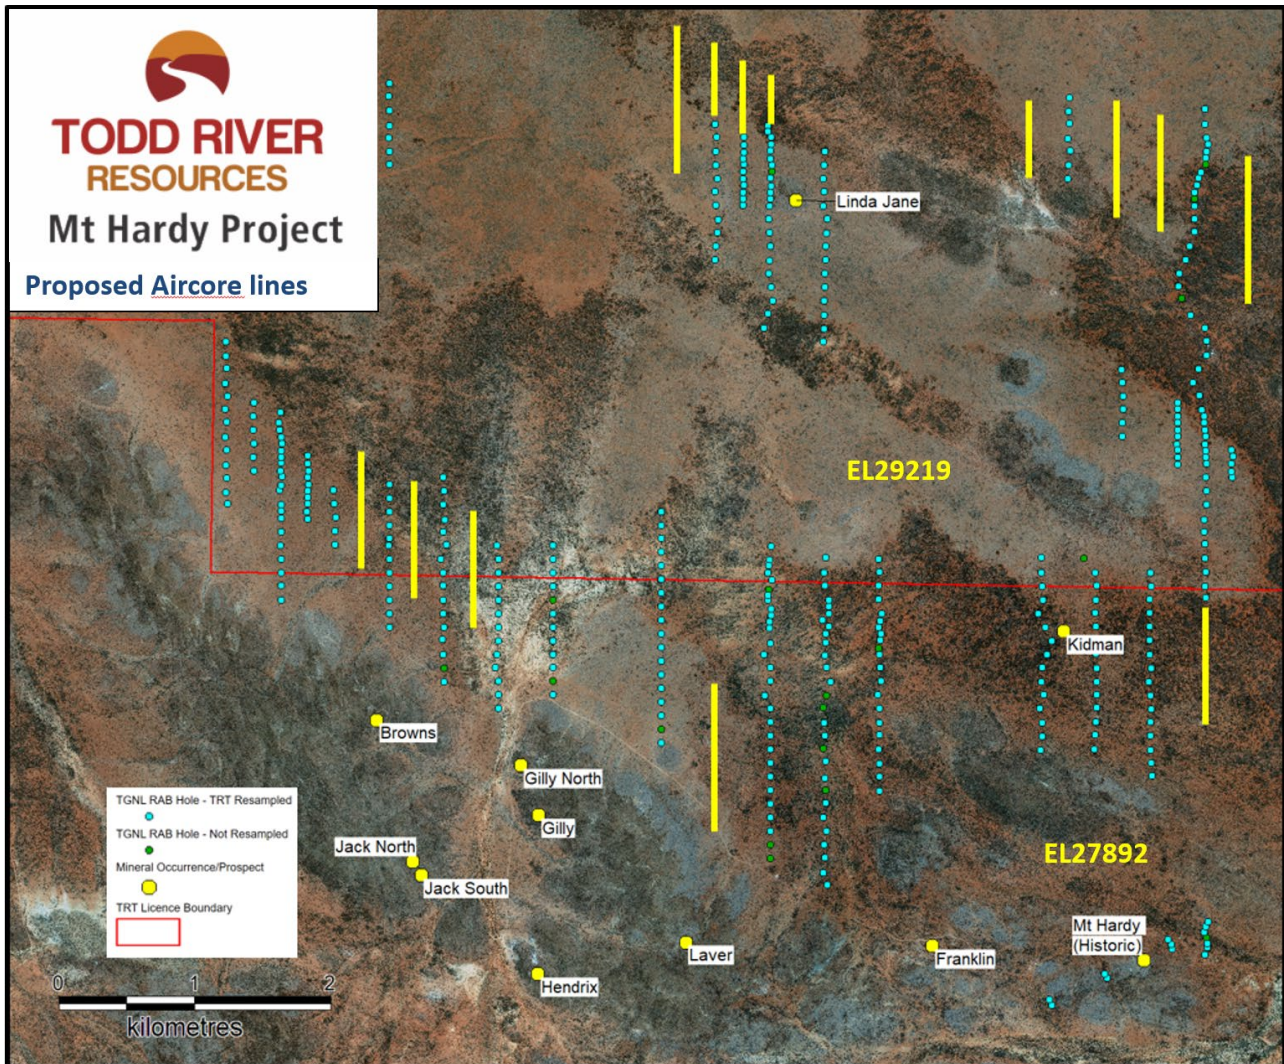 TODD RIVER
RESOURCES
Mt Hardy Project
Proposed Aircore lines
Linda Jane
EL29219
Kidman
Browns
Gilly North
Gilly
Jack North
Jack South
EL27892
Laver
Franklin
Mt Hardy
(Historic)
Hendrix
TGNL RAB Hole - TRT Resampled
TGNL RAB Hole - Not Resampled
Mineral Occurrence/Prospect
TRT Licence Boundary
0 1 2
kilometres